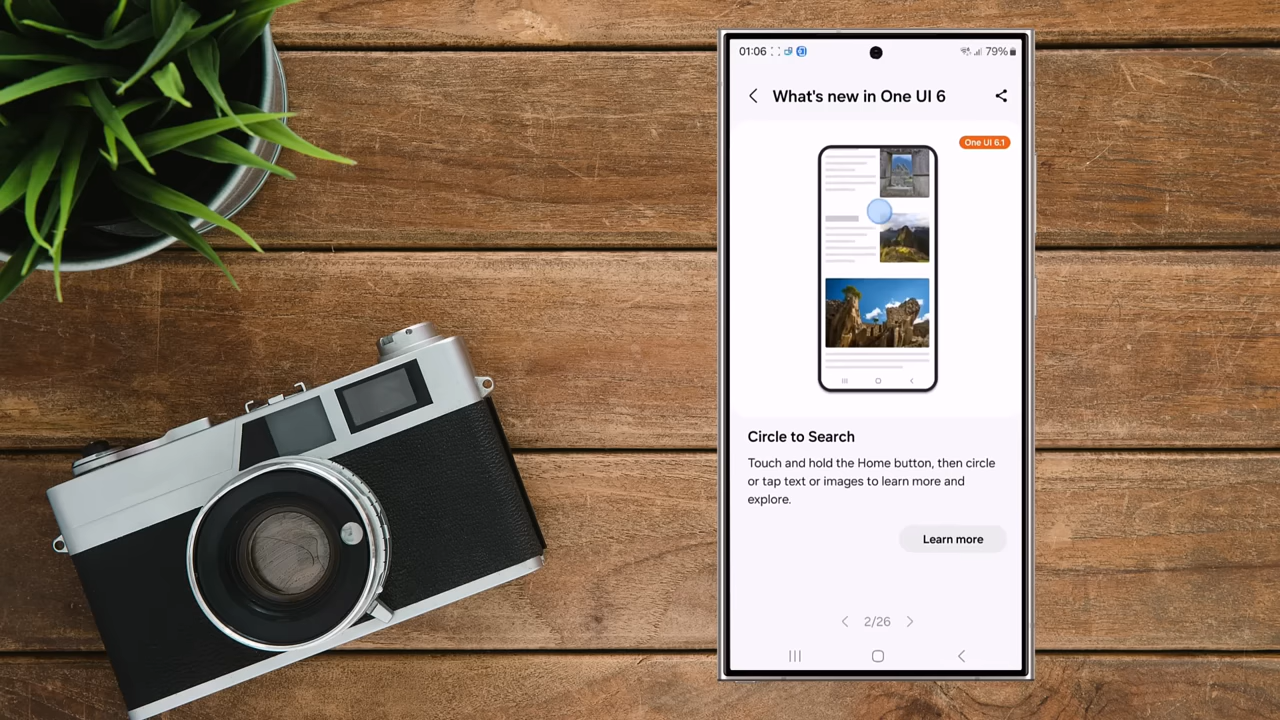 01:06
79%
What's new in One UI 6
One UI 6.1
Circle to Search
Touch and hold the Home button, then circle
or tap text or images to learn more and
explore.
Learn more
2/26